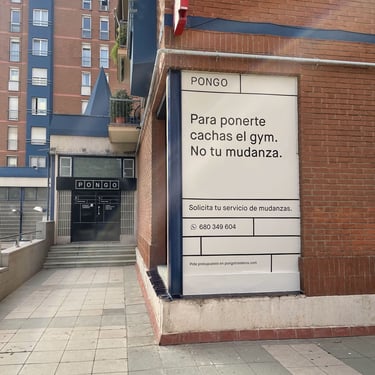 PONGO
Para ponerte
cachas el gym.
No tu mudanza.
Solicita tu servicio de mudanzas.
680 349 604
PONGO